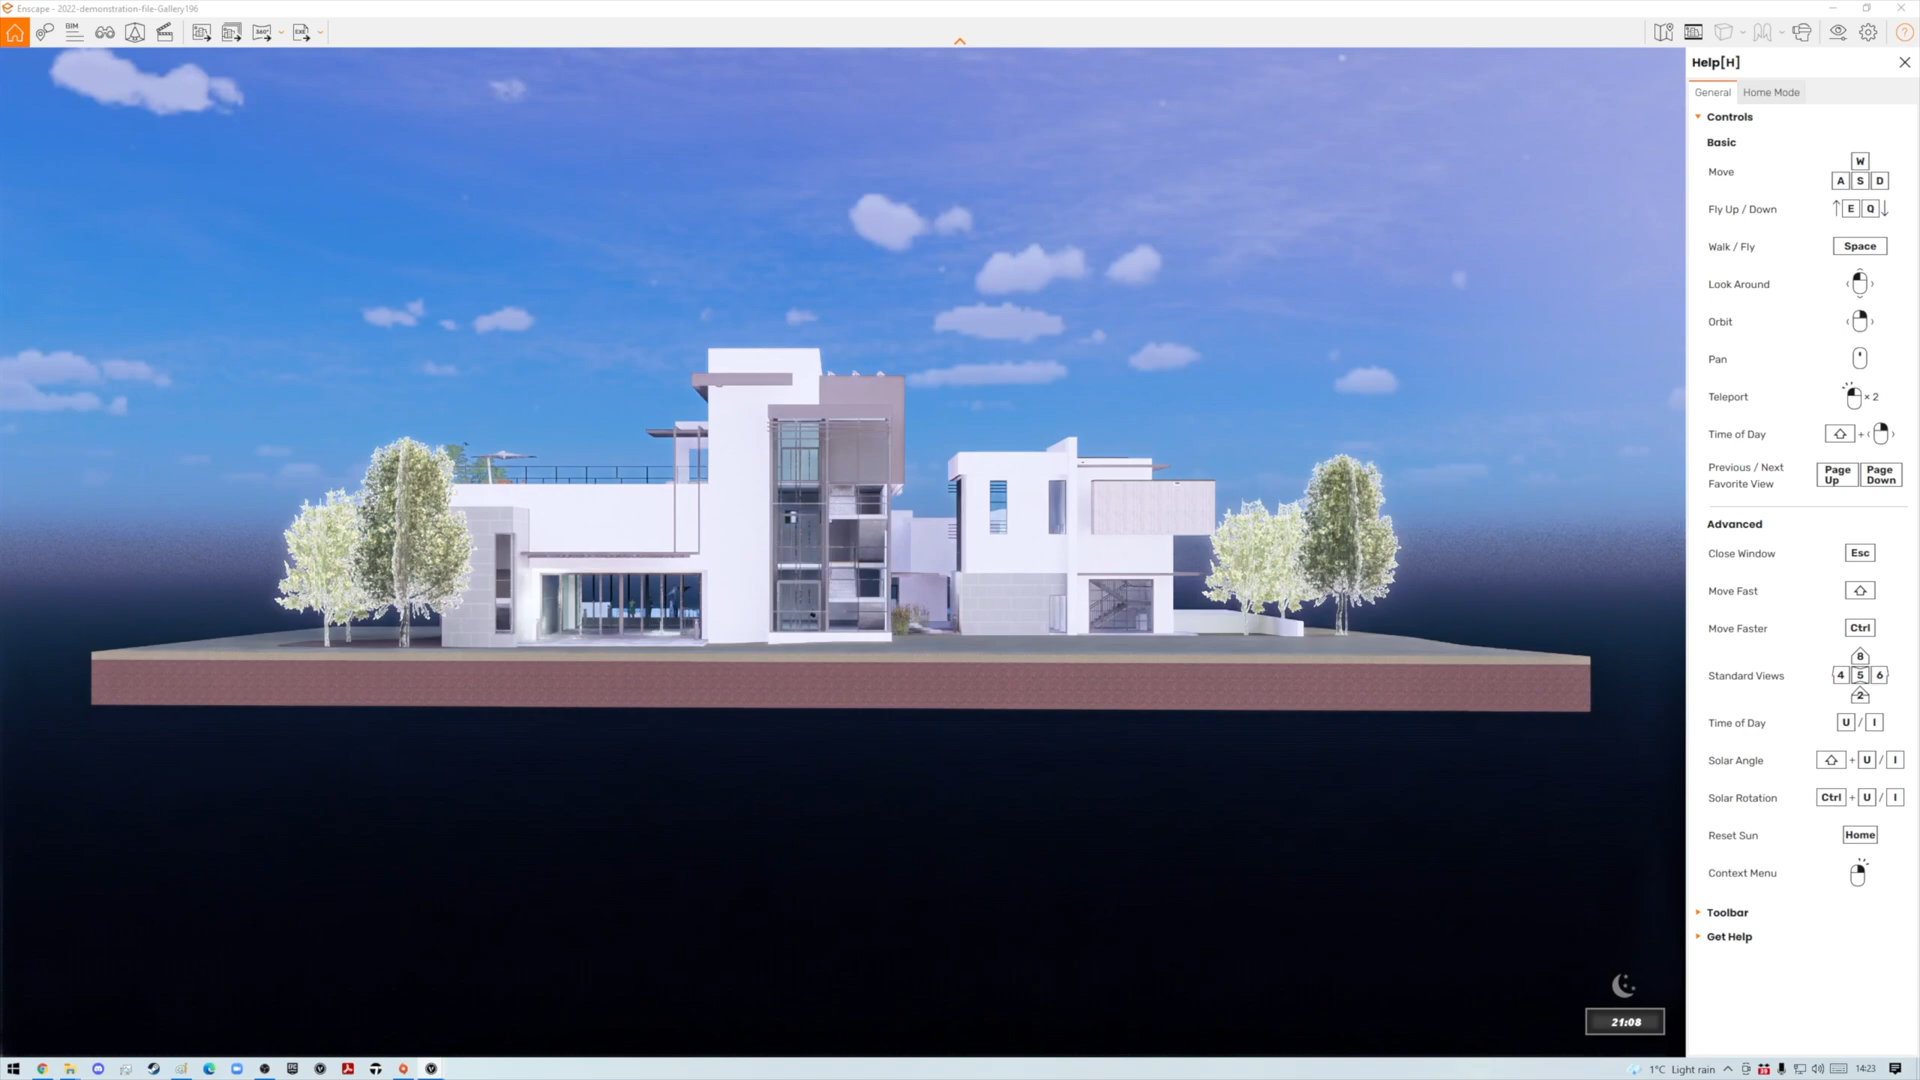 Enscape - 2022-demonstration-file-Gallery196
BIM
360°
EXE
?
Help[H]
General Home Mode
Controls
Basic
W
Move
A S D
Fly Up / Down E Q
Walk / Fly Space
Look Around
Orbit
Pan
Teleport × 2
Time of Day +
Previous / Next Favorite View
Page Up Page Down
Advanced
Close Window Esc
Move Fast
Move Faster Ctrl
8
Standard Views 4 5 6
2
Time of Day U / I
Solar Angle + U / I
Solar Rotation Ctrl + U / I
Reset Sun Home
Context Menu
Toolbar
Get Help
21:08
1°C Light rain
14:23